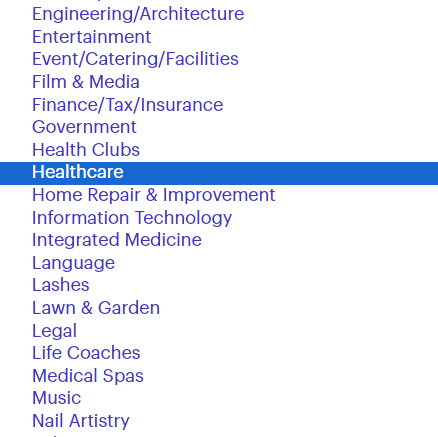 Engineering/Architecture
Entertainment
Event/Catering/Facilities
Film & Media
Finance/Tax/Insurance
Government
Health Clubs
Healthcare
Home Repair & Improvement
Information Technology
Integrated Medicine
Language
Lashes
Lawn & Garden
Legal
Life Coaches
Medical Spas
Music
Nail Artistry